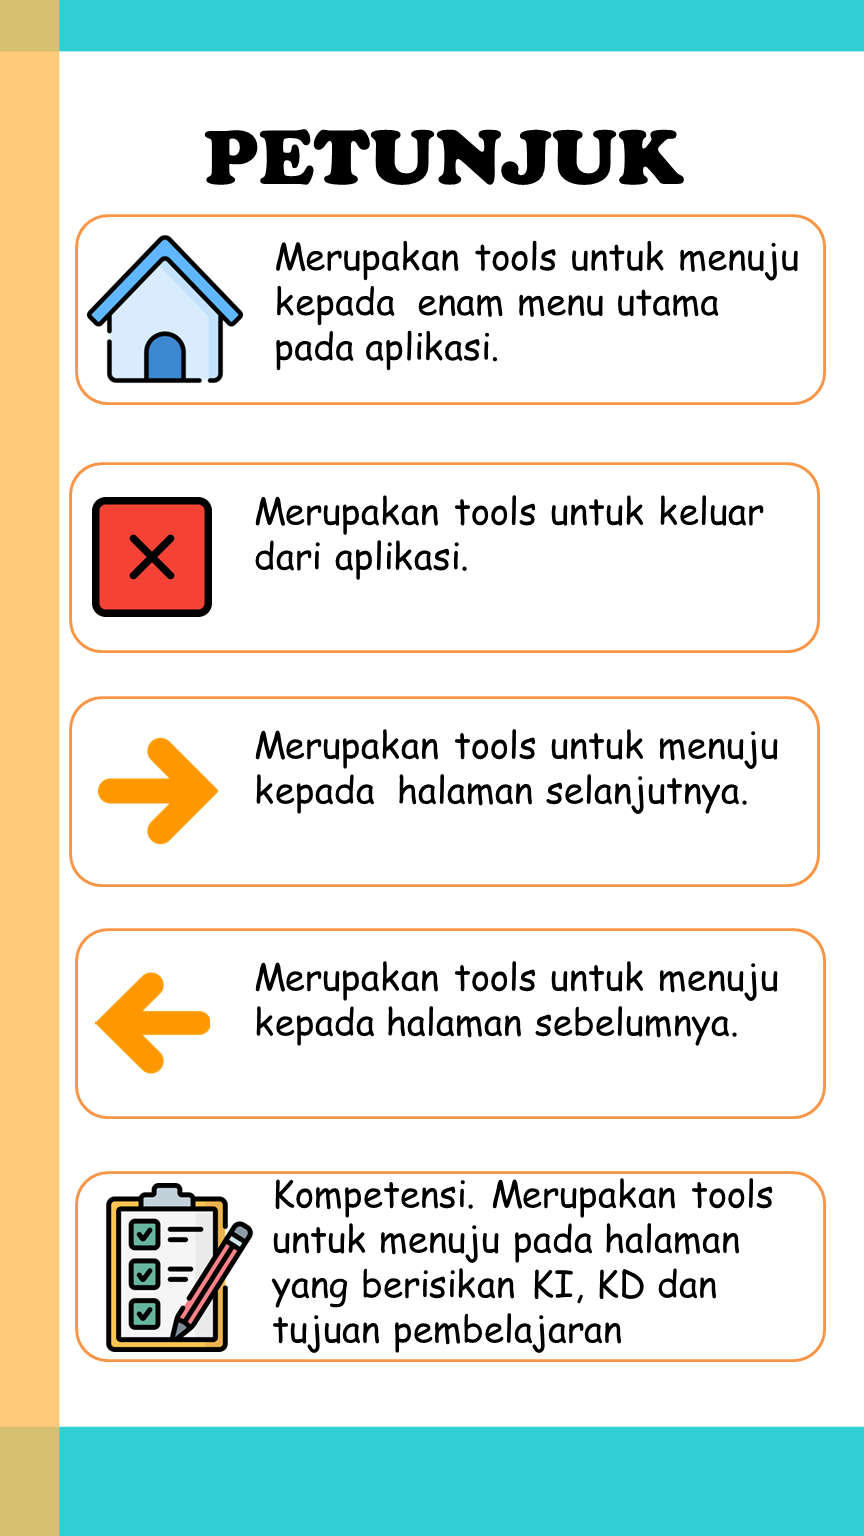 PETUNJUK
Merupakan tools untuk menuju
kepada enam menu utama
pada aplikasi.
Merupakan tools untuk keluar
dari aplikasi.
Merupakan tools untuk menuju
kepada halaman selanjutnya.
Merupakan tools untuk menuju
kepada halaman sebelumnya.
Kompetensi. Merupakan tools
untuk menuju pada halaman
yang berisikan KI, KD dan
tujuan pembelajaran